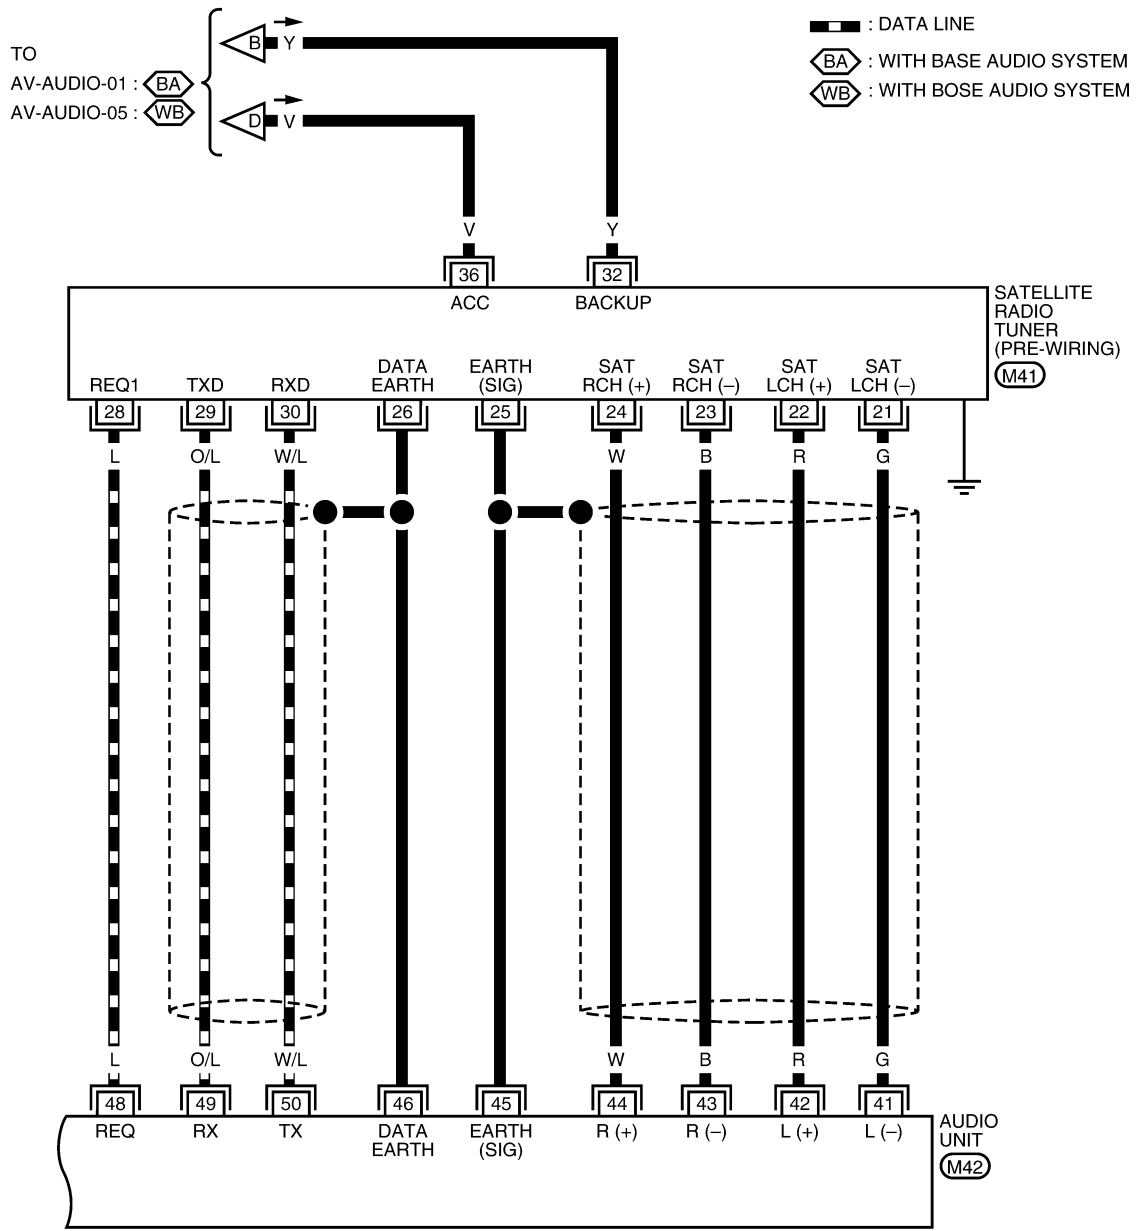 TO
AV-AUDIO-01 : BA
AV-AUDIO-05 : WB
B Y
D V
: DATA LINE
BA : WITH BASE AUDIO SYSTEM
WB : WITH BOSE AUDIO SYSTEM
V Y
36 32
ACC BACKUP
SATELLITE
RADIO
TUNER
(PRE-WIRING)
M41
REQ1 TXD RXD DATA EARTH EARTH (SIG) SAT RCH (+) SAT RCH (–) SAT LCH (+) SAT LCH (–)
28 29 30 26 25 24 23 22 21
L O/L W/L W B R G
L O/L W/L W B R G
48 49 50 46 45 44 43 42 41
REQ RX TX DATA EARTH EARTH (SIG) R (+) R (–) L (+) L (–)
AUDIO
UNIT
M42